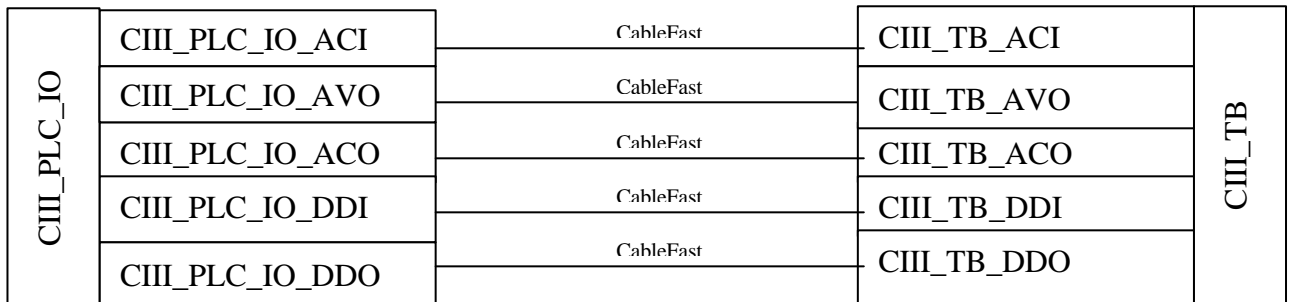 CIII_PLC_IO
CIII_PLC_IO_ACI
CableFast
CIII_TB_ACI
CIII_PLC_IO_AVO
CableFast
CIII_TB_AVO
CIII_PLC_IO_ACO
CableFast
CIII_TB_ACO
CIII_PLC_IO_DDI
CableFast
CIII_TB_DDI
CIII_PLC_IO_DDO
CableFast
CIII_TB_DDO
CIII_TB